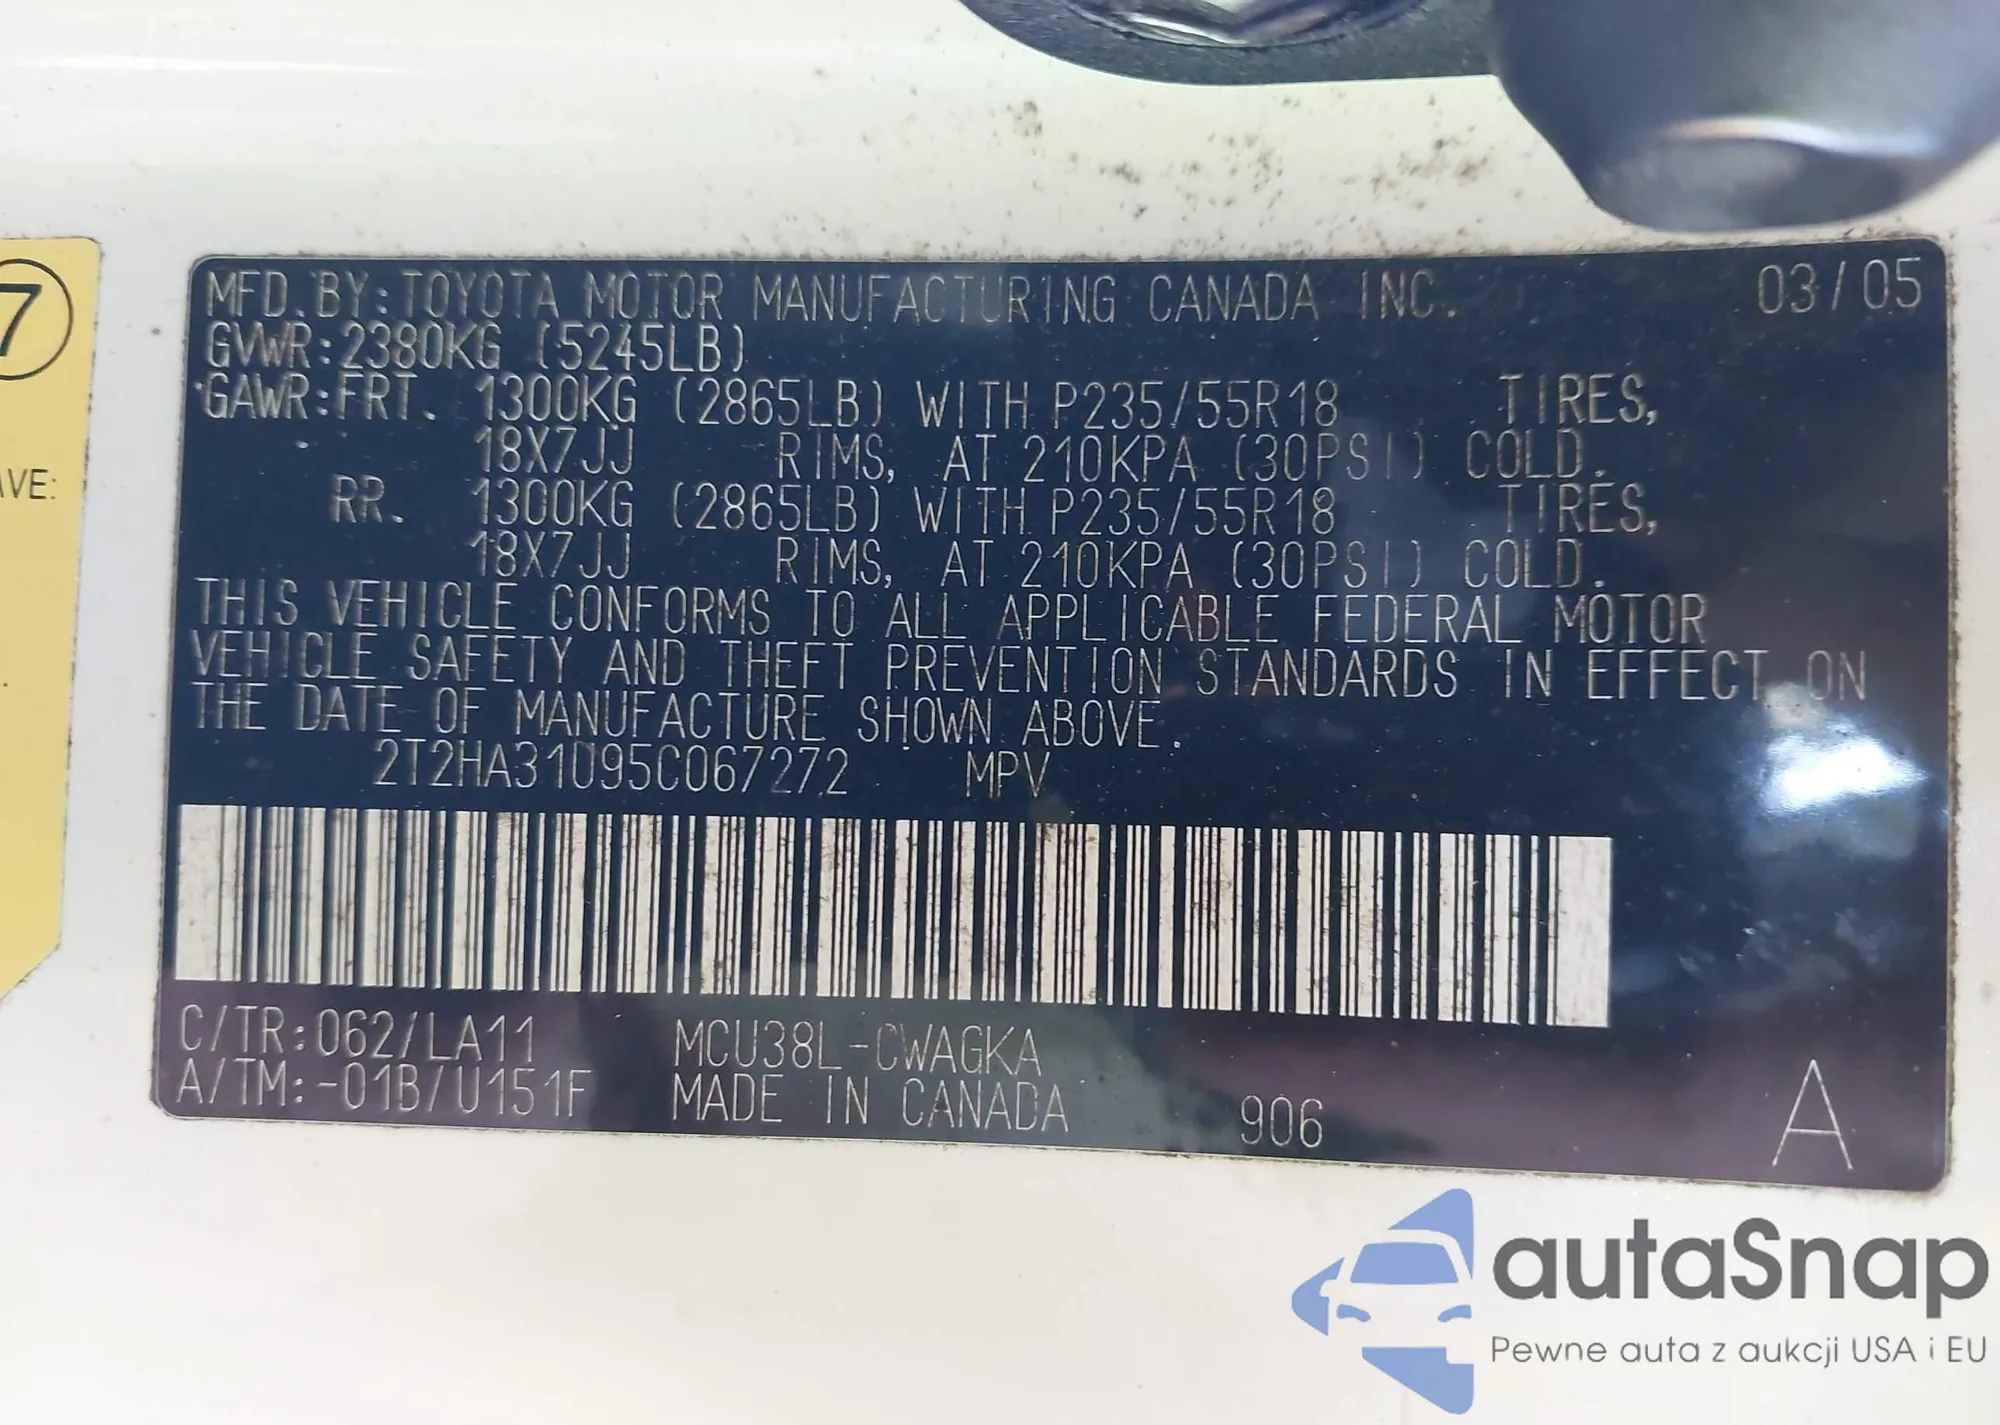 7
AVE:
MFD.BY:TOYOTA MOTOR MANUFACTURING CANADA INC. 03/05
GVWR:2380KG (5245LB)
GAWR:FRT. 1300KG (2865LB) WITH P235/55R18 TIRES,
18X7JJ RIMS, AT 210KPA (30PSI) COLD.
RR. 1300KG (2865LB) WITH P235/55R18 TIRES,
18X7JJ RIMS, AT 210KPA (30PSI) COLD.
THIS VEHICLE CONFORMS TO ALL APPLICABLE FEDERAL MOTOR
VEHICLE SAFETY AND THEFT PREVENTION STANDARDS IN EFFECT ON
THE DATE OF MANUFACTURE SHOWN ABOVE.
2T2HA31U95C067272 MPV
C/TR:062/LA11 MCU38L-CWAGKA
A/TM:-01B/U151F MADE IN CANADA 906 A
autaSnap
Pewne auta z aukcji USA i EU